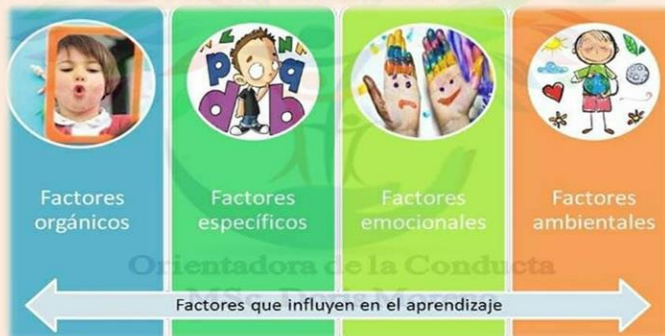 Factores
orgánicos
Factores
específicos
Factores
emocionales
Factores
ambientales
Orientadora de la Conducta
Factores que influyen en el aprendizaje